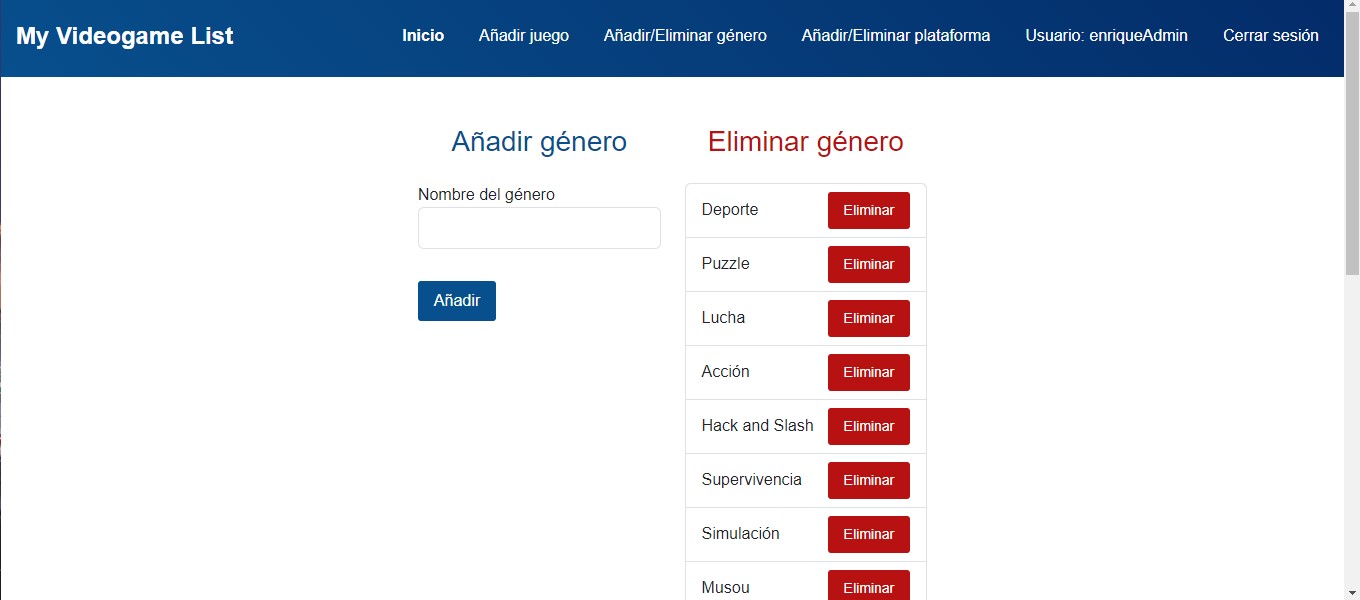 My Videogame List
Inicio
Añadir juego
Añadir/Eliminar género
Añadir/Eliminar plataforma
Usuario: enriqueAdmin
Cerrar sesión
Añadir género
Nombre del género
Añadir
Eliminar género
Deporte Eliminar
Puzzle Eliminar
Lucha Eliminar
Acción Eliminar
Hack and Slash Eliminar
Supervivencia Eliminar
Simulación Eliminar
Musou Eliminar